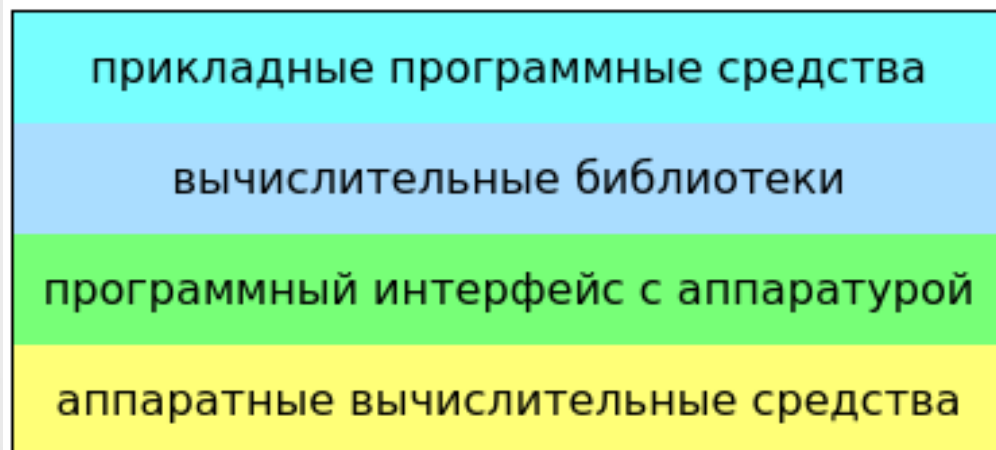 прикладные программные средства
вычислительные библиотеки
программный интерфейс с аппаратурой
аппаратные вычислительные средства